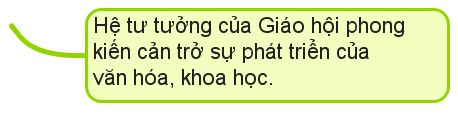 Hệ tư tưởng của Giáo hội phong
kiến cản trở sự phát triển của
văn hóa, khoa học.